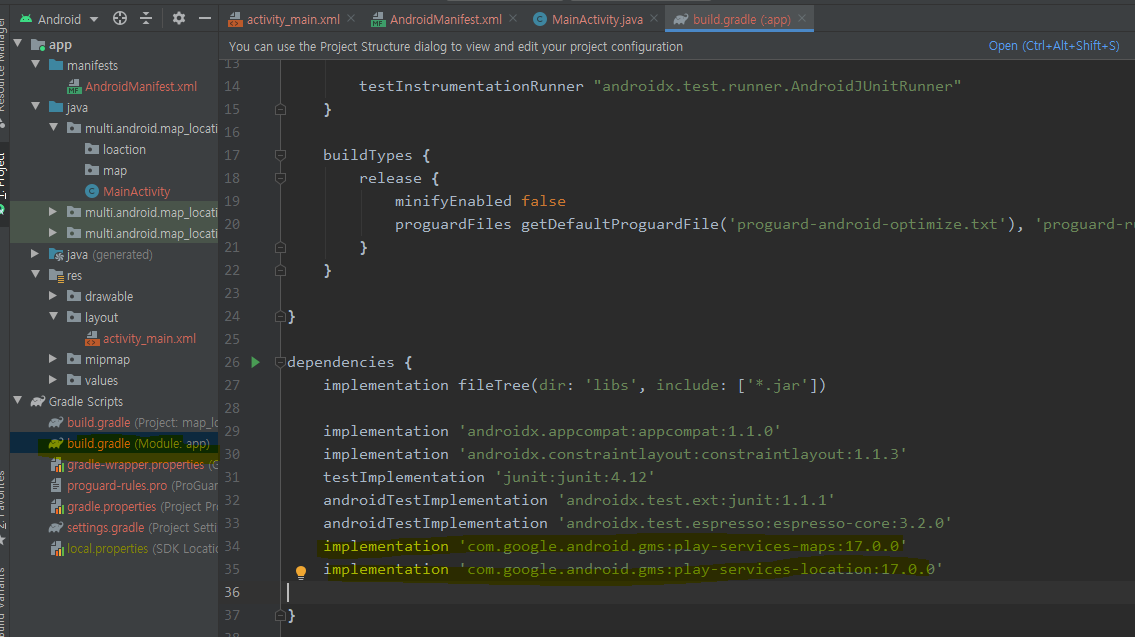 Android
activity_main.xml
AndroidManifest.xml
MainActivity.java
build.gradle (:app)
You can use the Project Structure dialog to view and edit your project configuration
Open (Ctrl+Alt+Shift+S)
Resource Manager
1: Project
2: Favorites
Build Variants
app
manifests
AndroidManifest.xml
java
multi.android.map_locati
loaction
map
MainActivity
multi.android.map_locati
multi.android.map_locati
java (generated)
res
drawable
layout
activity_main.xml
mipmap
values
Gradle Scripts
build.gradle (Project: map_lo
build.gradle (Module: app)
gradle-wrapper.properties (G
proguard-rules.pro (ProGuar
gradle.properties (Project Pro
settings.gradle (Project Setti
local.properties (SDK Locatio
13
14 testInstrumentationRunner "androidx.test.runner.AndroidJUnitRunner"
15 }
16
17 buildTypes {
18 release {
19 minifyEnabled false
20 proguardFiles getDefaultProguardFile('proguard-android-optimize.txt'), 'proguard-ru
21 }
22 }
23
24 }
25
26 dependencies {
27 implementation fileTree(dir: 'libs', include: ['*.jar'])
28
29 implementation 'androidx.appcompat:appcompat:1.1.0'
30 implementation 'androidx.constraintlayout:constraintlayout:1.1.3'
31 testImplementation 'junit:junit:4.12'
32 androidTestImplementation 'androidx.test.ext:junit:1.1.1'
33 androidTestImplementation 'androidx.test.espresso:espresso-core:3.2.0'
34 implementation 'com.google.android.gms:play-services-maps:17.0.0'
35 implementation 'com.google.android.gms:play-services-location:17.0.0'
36
37 }
38